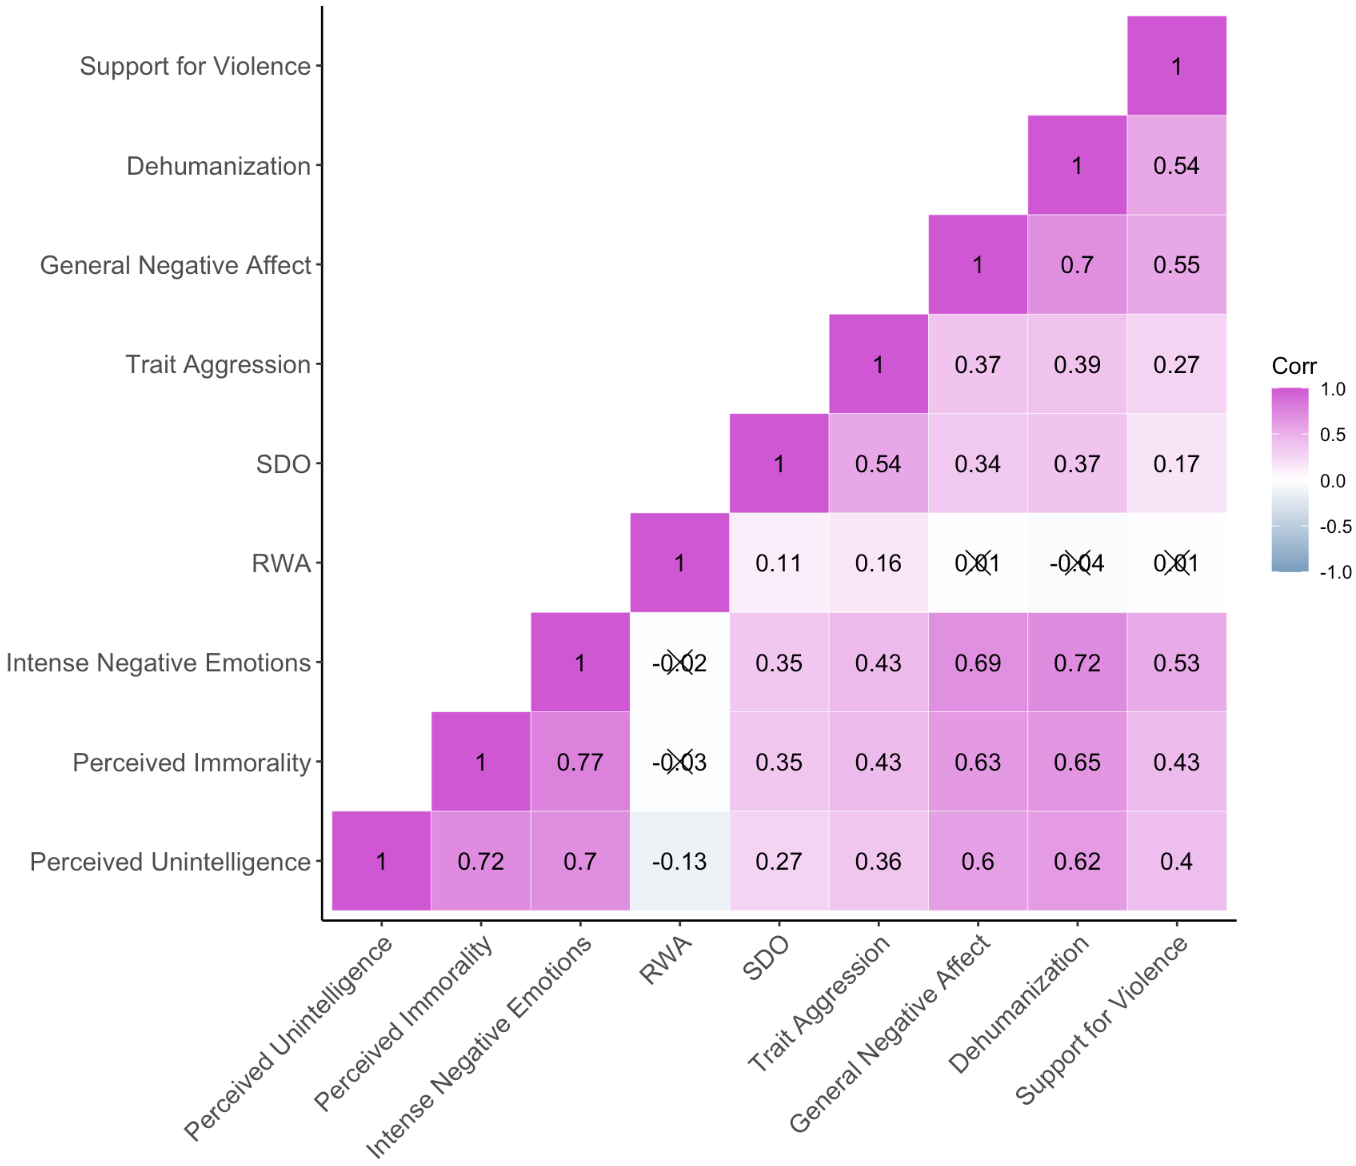 Support for Violence 1
Dehumanization 1 0.54
General Negative Affect 1 0.7 0.55
Trait Aggression 1 0.37 0.39 0.27
SDO 1 0.54 0.34 0.37 0.17
RWA 1 0.11 0.16 0.01 -0.04 0.01
Intense Negative Emotions 1 -0.02 0.35 0.43 0.69 0.72 0.53
Perceived Immorality 1 0.77 -0.03 0.35 0.43 0.63 0.65 0.43
Perceived Unintelligence 1 0.72 0.7 -0.13 0.27 0.36 0.6 0.62 0.4
Perceived Unintelligence
Perceived Immorality
Intense Negative Emotions
RWA
SDO
Trait Aggression
General Negative Affect
Dehumanization
Support for Violence
Corr
1.0
0.5
0.0
-0.5
-1.0